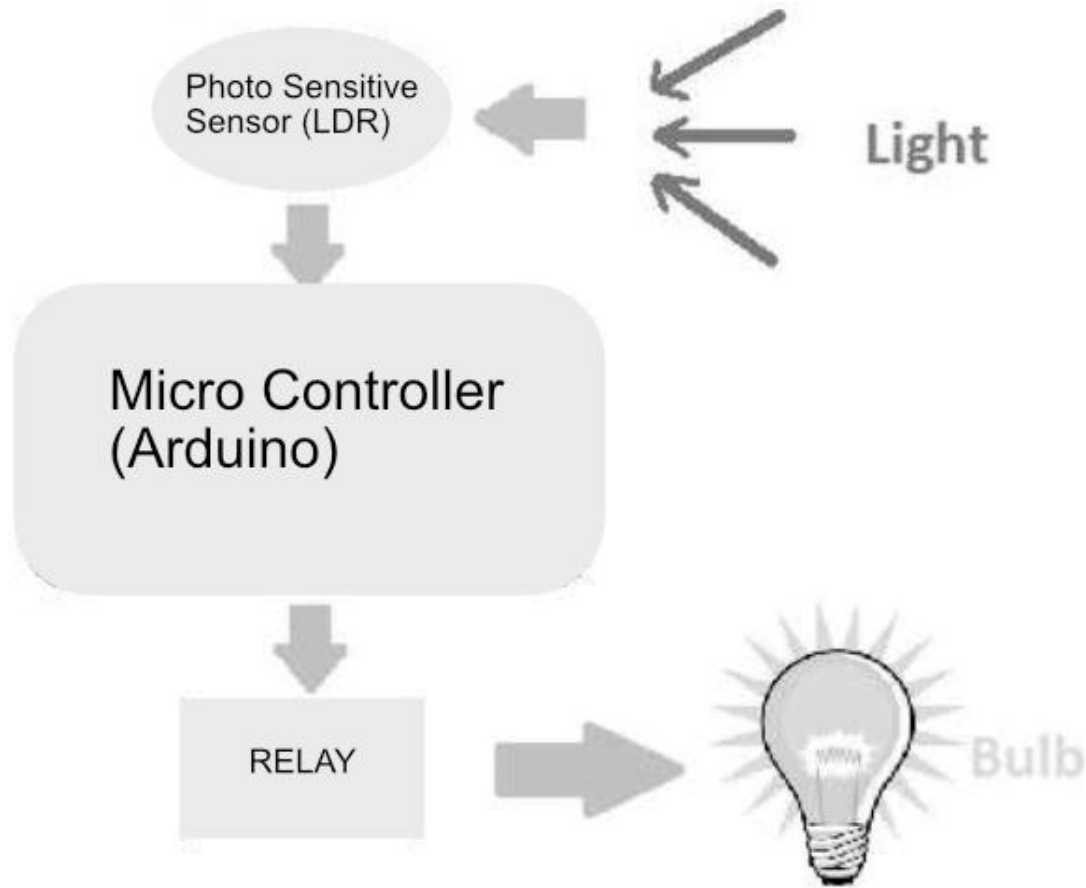 Photo Sensitive
Sensor (LDR)
Light
Micro Controller
(Arduino)
RELAY
Bulb